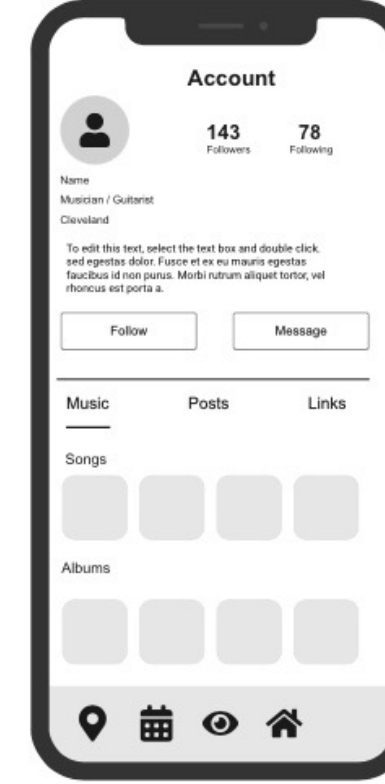 Account
143 78
Followers Following
Name
Musician / Guitarist
Cleveland
To edit this text, select the text box and double click.
sed egestas dolor. Fusce et ex eu mauris egestas
faucibus id non purus. Morbi rutrum aliquet tortor, vel
rhoncus est porta a.
Follow Message
Music Posts Links
Songs
Albums